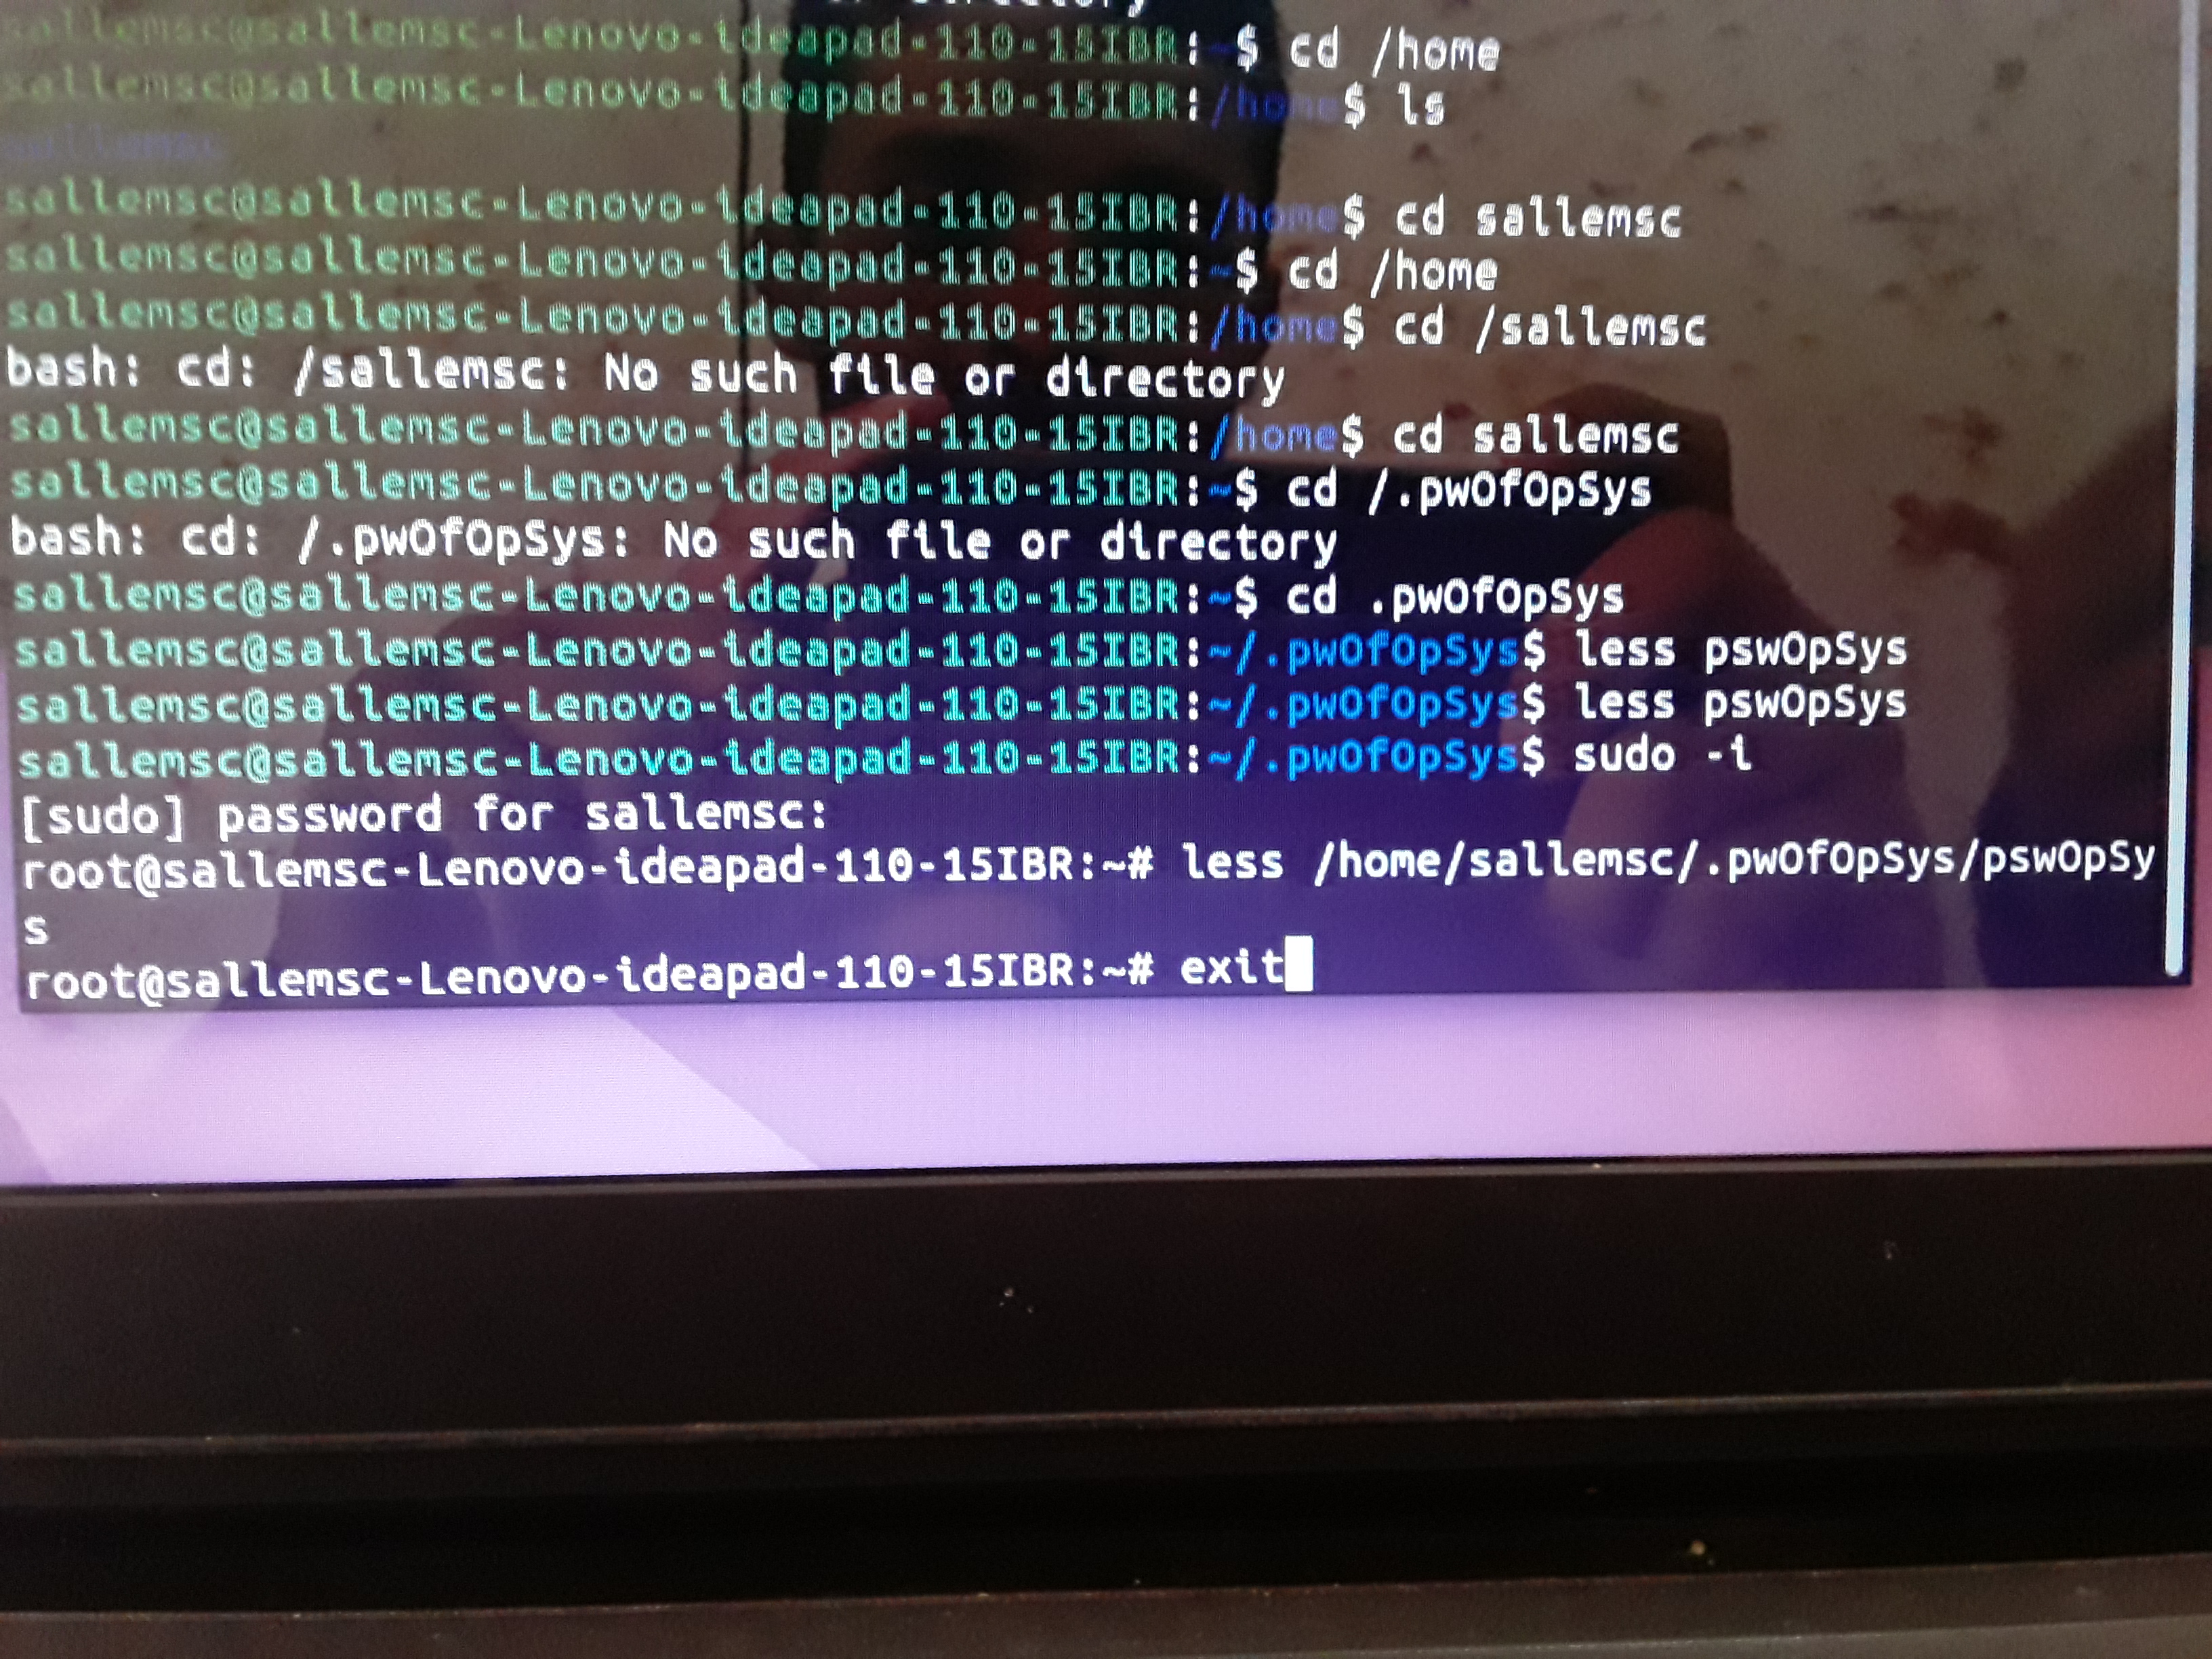 directory
sallemsc@sallemsc-Lenovo-ideapad-110-15IBR:~$ cd /home
sallemsc@sallemsc-Lenovo-ideapad-110-15IBR:/home$ ls
sallemsc
sallemsc@sallemsc-Lenovo-ideapad-110-15IBR:/home$ cd sallemsc
sallemsc@sallemsc-Lenovo-ideapad-110-15IBR:~$ cd /home
sallemsc@sallemsc-Lenovo-ideapad-110-15IBR:/home$ cd /sallemsc
bash: cd: /sallemsc: No such file or directory
sallemsc@sallemsc-Lenovo-ideapad-110-15IBR:/home$ cd sallemsc
sallemsc@sallemsc-Lenovo-ideapad-110-15IBR:~$ cd /.pwOfOpSys
bash: cd: /.pwOfOpSys: No such file or directory
sallemsc@sallemsc-Lenovo-ideapad-110-15IBR:~$ cd .pwOfOpSys
sallemsc@sallemsc-Lenovo-ideapad-110-15IBR:~/.pwOfOpSys$ less pswOpSys
sallemsc@sallemsc-Lenovo-ideapad-110-15IBR:~/.pwOfOpSys$ less pswOpSys
sallemsc@sallemsc-Lenovo-ideapad-110-15IBR:~/.pwOfOpSys$ sudo -i
[sudo] password for sallemsc:
root@sallemsc-Lenovo-ideapad-110-15IBR:~# less /home/sallemsc/.pwOfOpSys/pswOpSy
s
root@sallemsc-Lenovo-ideapad-110-15IBR:~# exit